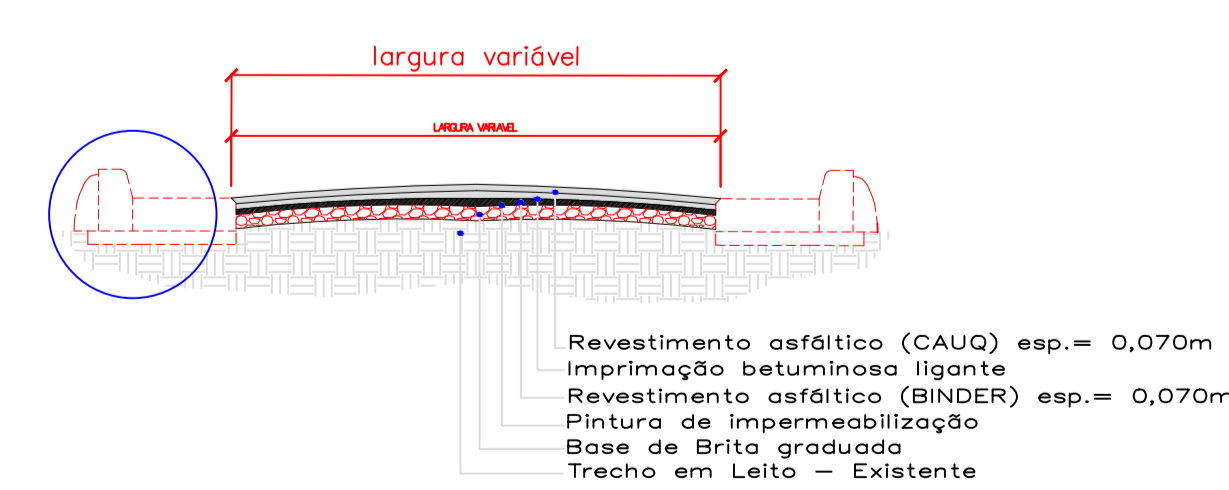 largura variável
LARGURA VARIAVEL
Revestimento asfáltico (CAUQ) esp.= 0,070m
Imprimação betuminosa ligante
Revestimento asfáltico (BINDER) esp.= 0,070m
Pintura de impermeabilização
Base de Brita graduada
Trecho em Leito – Existente